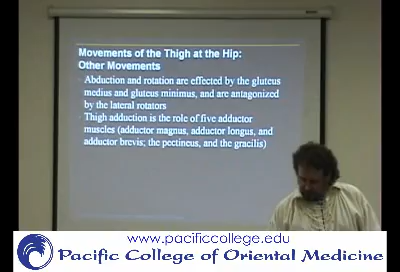 Movements of the Thigh at the Hip:
Other Movements
Abduction and rotation are effected by the gluteus
medius and gluteus minimus, and are antagonized
by the lateral rotators
Thigh adduction is the role of five adductor
muscles (adductor magnus, adductor longus, and
adductor brevis; the pectineus, and the gracilis)
www.pacificcollege.edu
Pacific College of Oriental Medicine